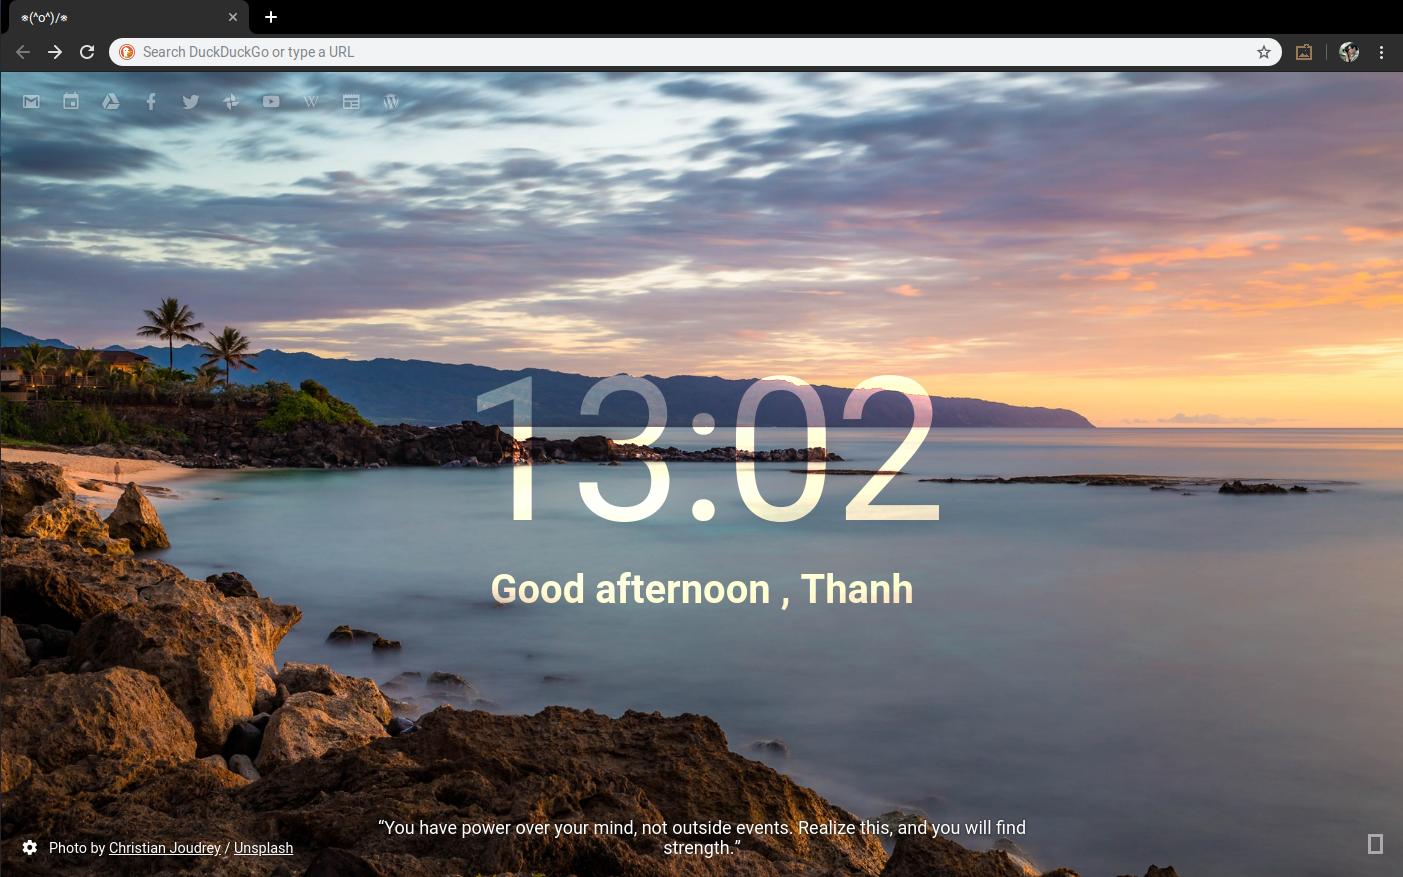 ※(^o^)/※
Search DuckDuckGo or type a URL
13:02
Good afternoon , Thanh
“You have power over your mind, not outside events. Realize this, and you will find
strength.”
Photo by Christian Joudrey / Unsplash